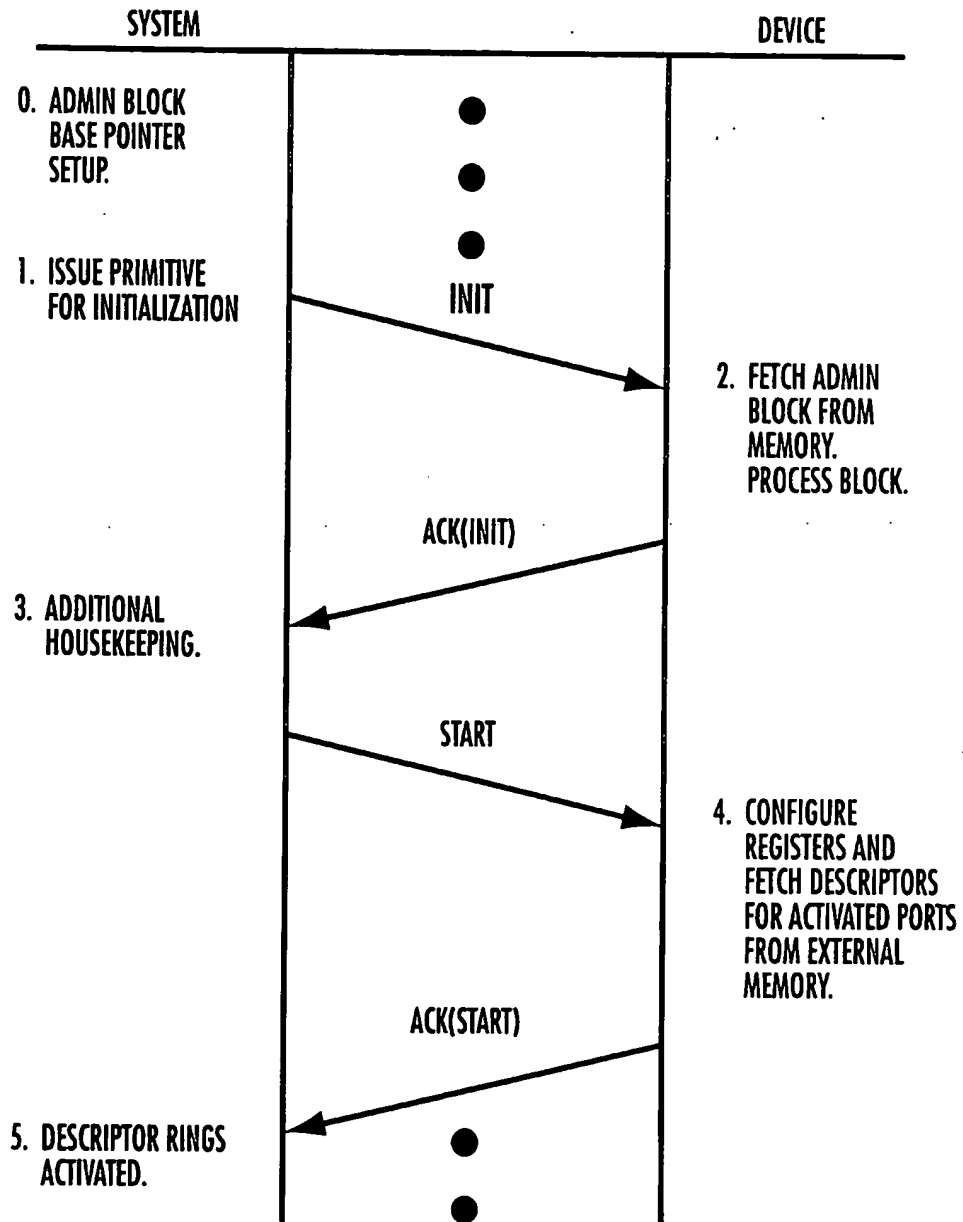 SYSTEM
DEVICE
0. ADMIN BLOCK
BASE POINTER
SETUP.
1. ISSUE PRIMITIVE
FOR INITIALIZATION
INIT
2. FETCH ADMIN
BLOCK FROM
MEMORY.
PROCESS BLOCK.
ACK(INIT)
3. ADDITIONAL
HOUSEKEEPING.
START
4. CONFIGURE
REGISTERS AND
FETCH DESCRIPTORS
FOR ACTIVATED PORTS
FROM EXTERNAL
MEMORY.
ACK(START)
5. DESCRIPTOR RINGS
ACTIVATED.